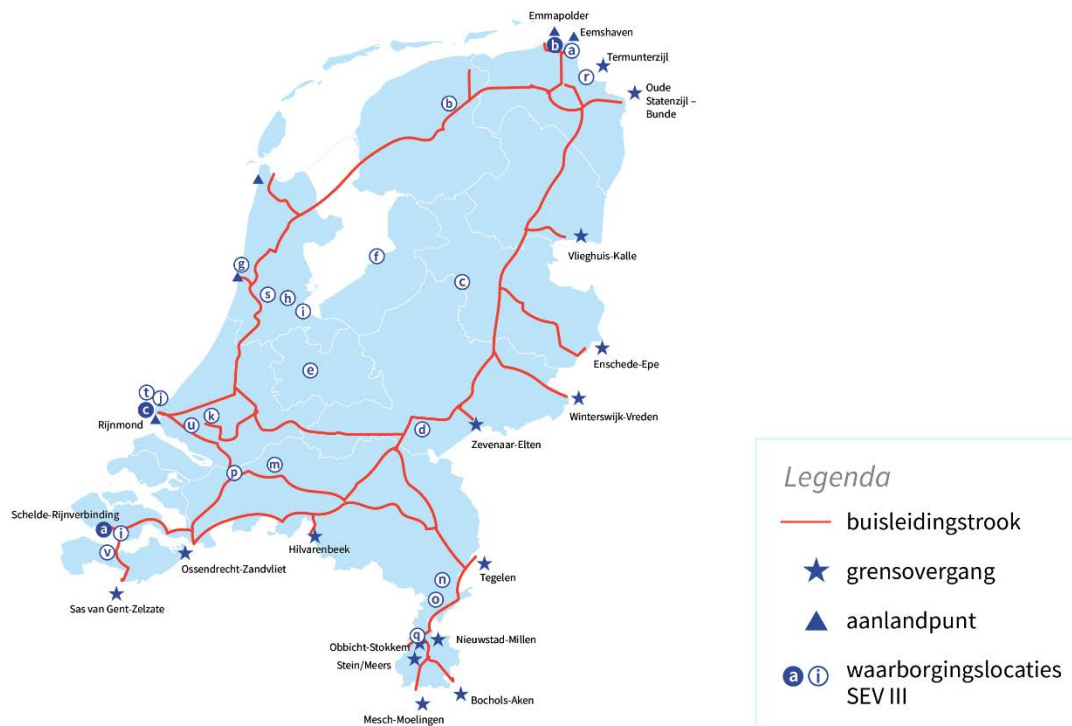 Emmapolder
Eemshaven
b
a
Termunterzijl
r
Oude
Statenzijl –
Bunde
b
Vlieghuis-Kalle
g
f
c
s
h
i
Enschede-Epe
e
Winterswijk-Vreden
t
j
c
k
Rijnmond
u
d
Zevenaar-Elten
m
p
Schelde-Rijnverbinding
a
i
v
Hilvarenbeek
Ossendrecht-Zandvliet
Tegelen
n
Sas van Gent-Zelzate
o
q
Nieuwstad-Millen
Obbicht-Stokkem
Stein/Meers
Bochols-Aken
Mesch-Moelingen
Legenda
buisleidingstrook
grensovergang
aanlandpunt
a i waarborgingslocaties
SEV III